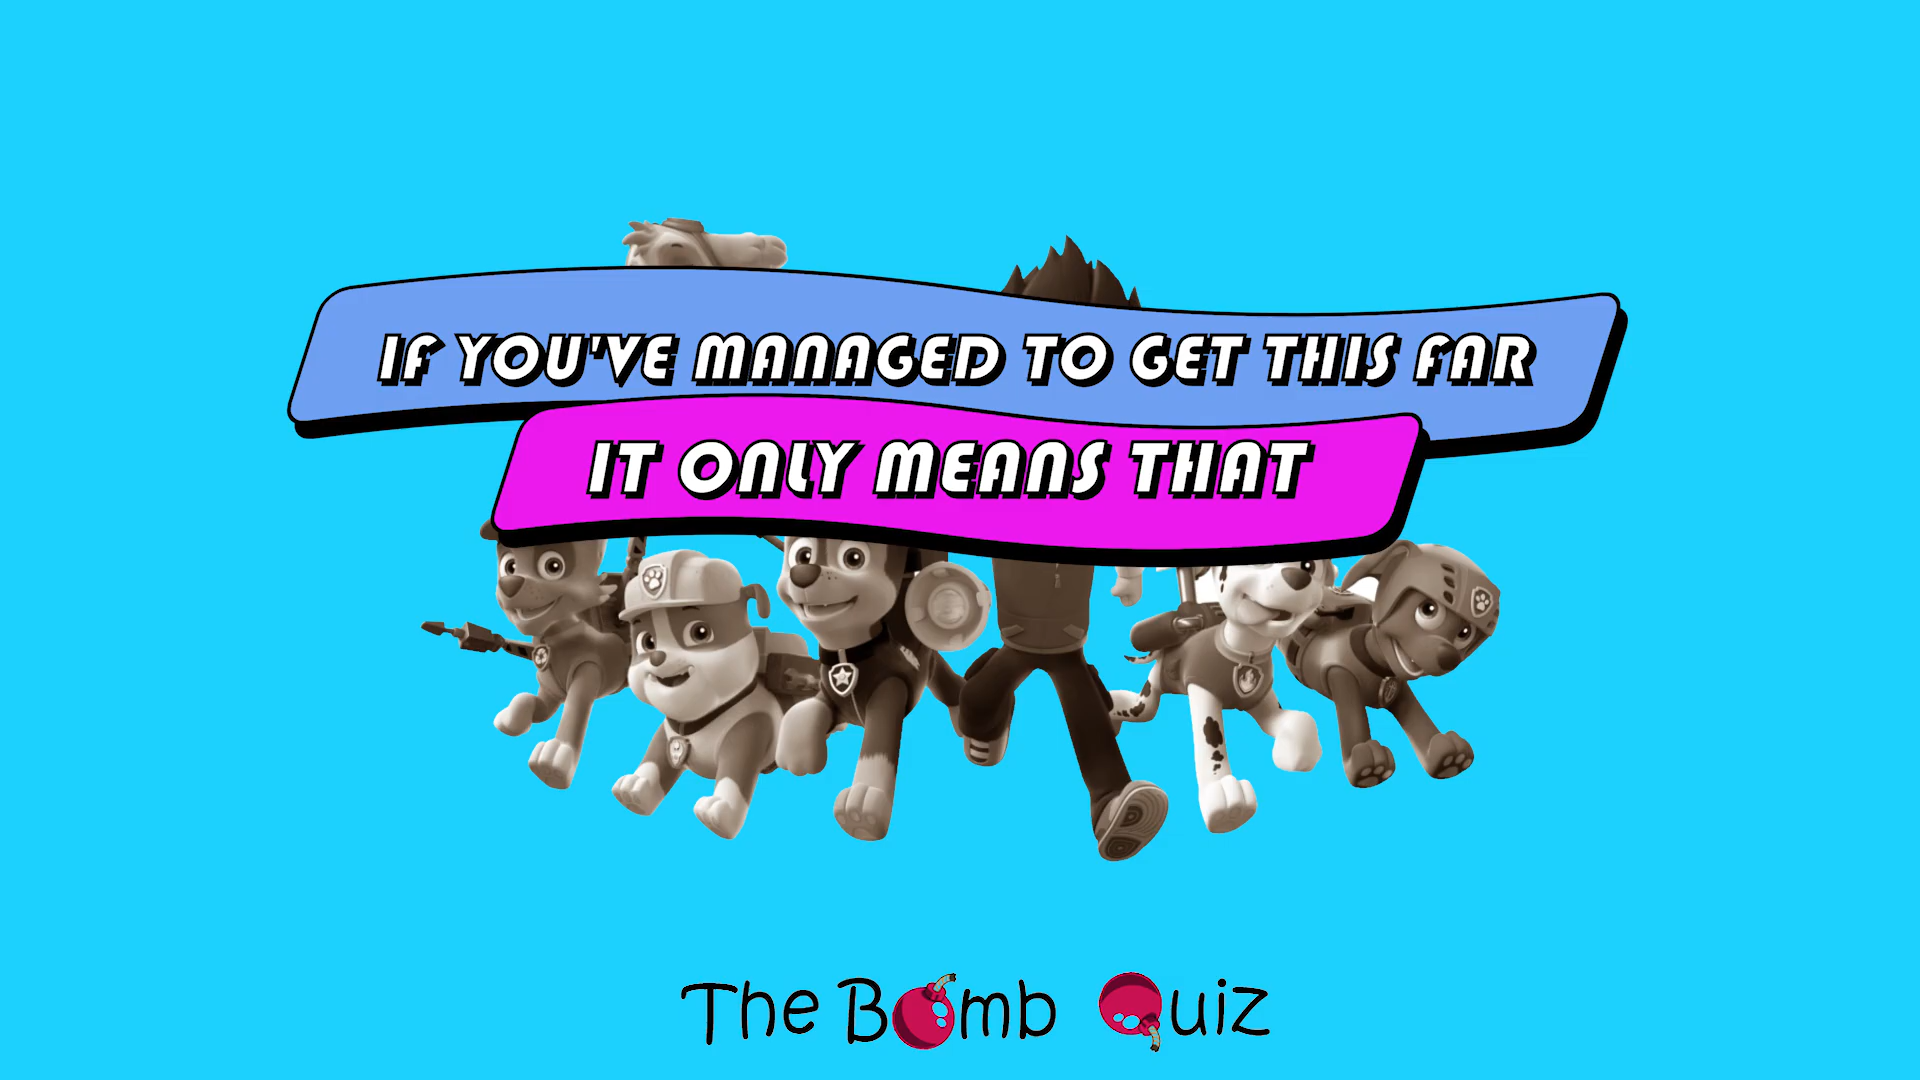 IF YOU'VE MANAGED TO GET THIS FAR
IT ONLY MEANS THAT
The Bomb Quiz